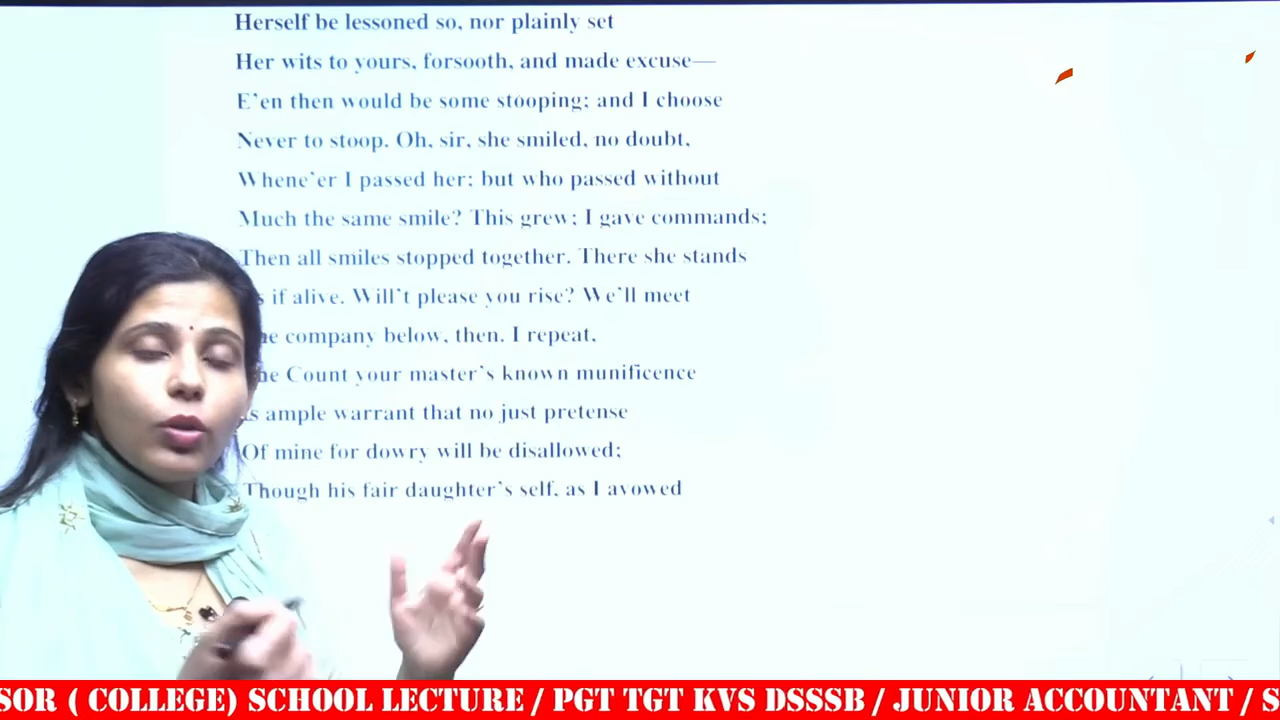 Herself be lessoned so, nor plainly set
Her wits to yours, forsooth, and made excuse—
E’en then would be some stooping; and I choose
Never to stoop. Oh, sir, she smiled, no doubt,
Whene’er I passed her; but who passed without
Much the same smile? This grew; I gave commands;
Then all smiles stopped together. There she stands
if alive. Will’t please you rise? We’ll meet
company below, then. I repeat,
Count your master’s known munificence
ample warrant that no just pretense
Of mine for dowry will be disallowed;
Though his fair daughter’s self, as I avowed
SOR ( COLLEGE) SCHOOL LECTURE / PGT TGT KVS DSSSB / JUNIOR ACCOUNTANT / S